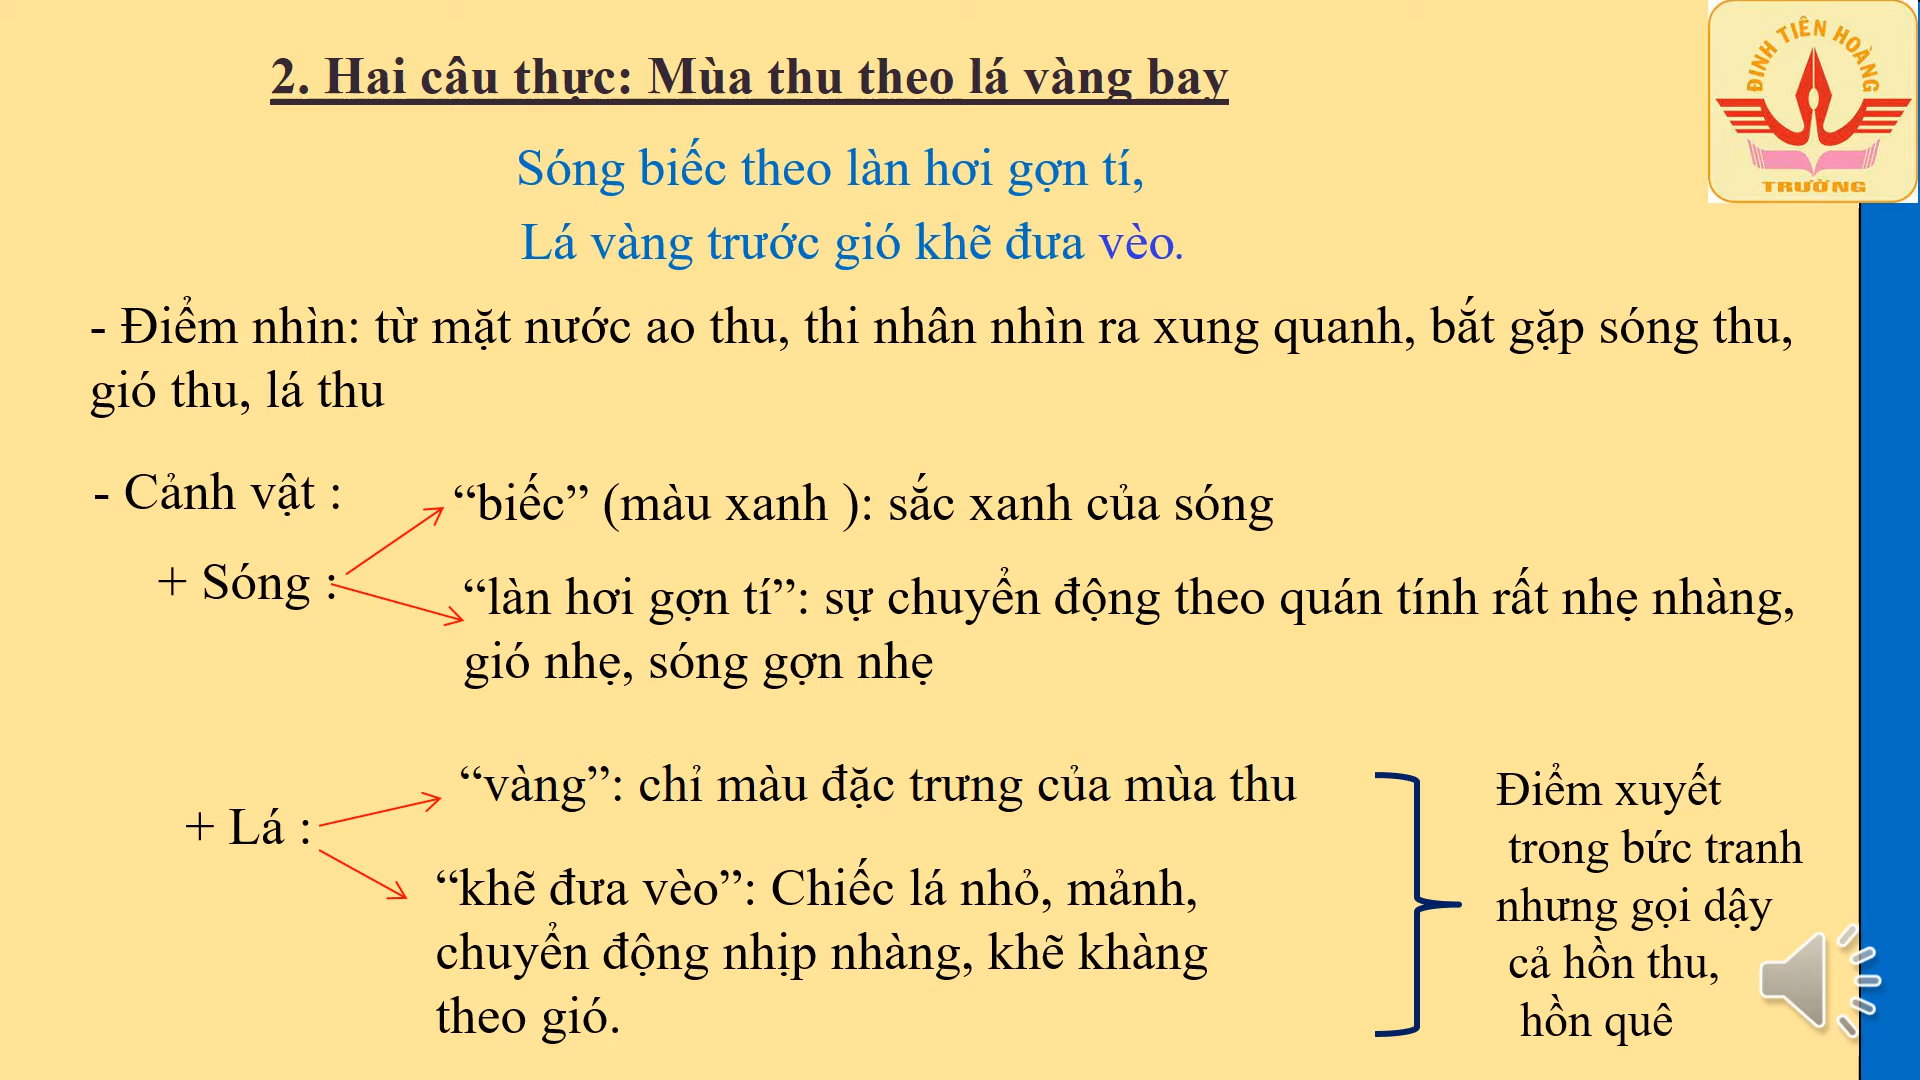 2. Hai câu thực: Mùa thu theo lá vàng bay
ĐINH TIÊN HOÀNG
TRƯỜNG
Sóng biếc theo làn hơi gợn tí,
Lá vàng trước gió khẽ đưa vèo.
- Điểm nhìn: từ mặt nước ao thu, thi nhân nhìn ra xung quanh, bắt gặp sóng thu,
gió thu, lá thu
- Cảnh vật :
“biếc” (màu xanh ): sắc xanh của sóng
+ Sóng :
“làn hơi gợn tí”: sự chuyển động theo quán tính rất nhẹ nhàng,
gió nhẹ, sóng gợn nhẹ
“vàng”: chỉ màu đặc trưng của mùa thu
+ Lá :
“khẽ đưa vèo”: Chiếc lá nhỏ, mảnh,
chuyển động nhịp nhàng, khẽ khàng
theo gió.
Điểm xuyết
trong bức tranh
nhưng gọi dậy
cả hồn thu,
hồn quê